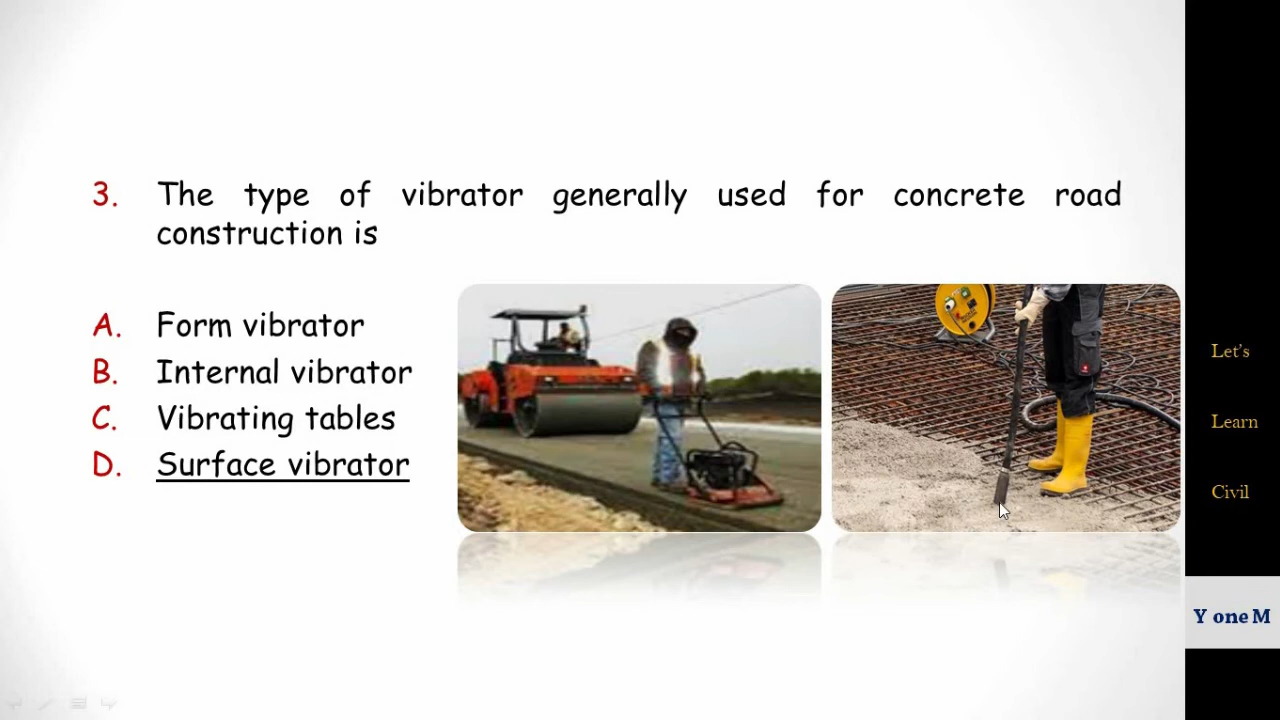 3. The type of vibrator generally used for concrete road
construction is
A. Form vibrator
B. Internal vibrator
C. Vibrating tables
D. Surface vibrator
Let's
Learn
Civil
Y one M